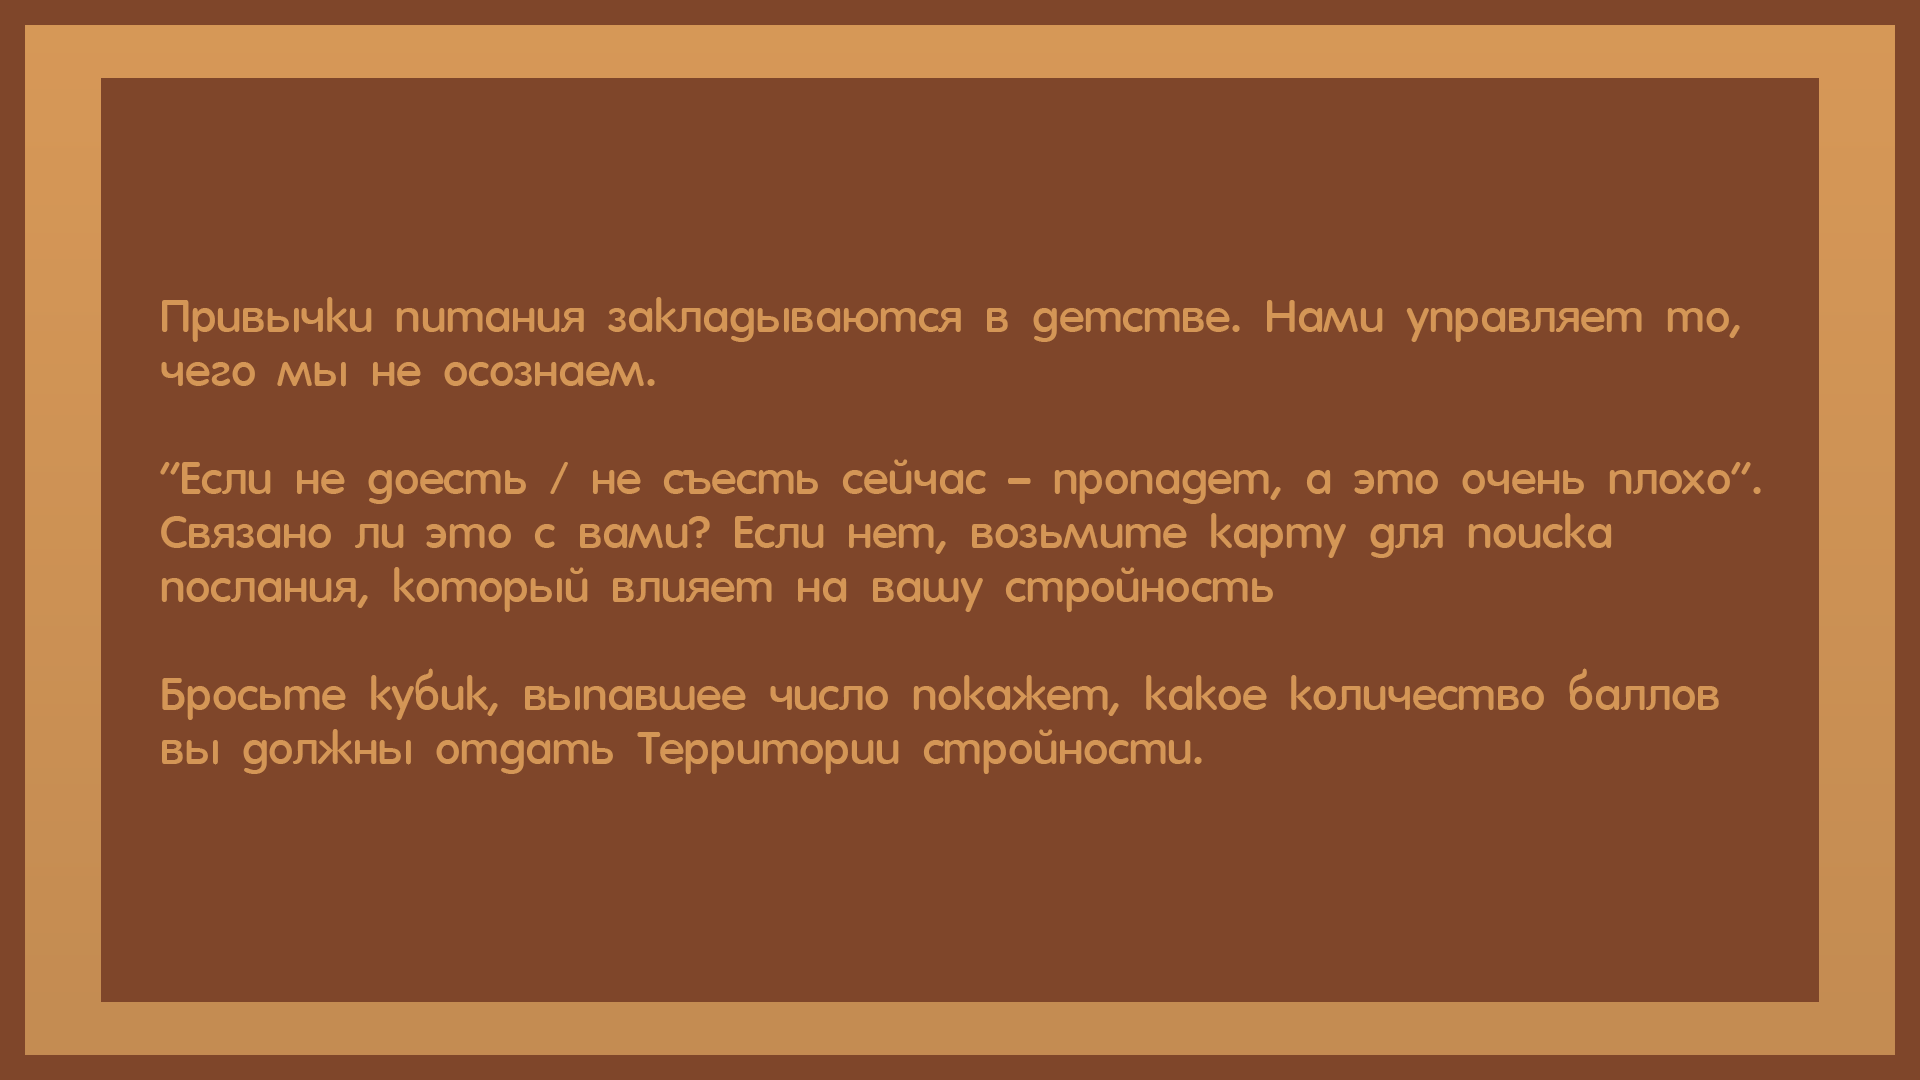 Привычки питания закладываются в детстве. Нами управляет то,
чего мы не осознаем.
"Если не доесть / не съесть сейчас – пропадет, а это очень плохо".
Связано ли это с вами? Если нет, возьмите карту для поиска
послания, который влияет на вашу стройность
Бросьте кубик, выпавшее число покажет, какое количество баллов
вы должны отдать Территории стройности.